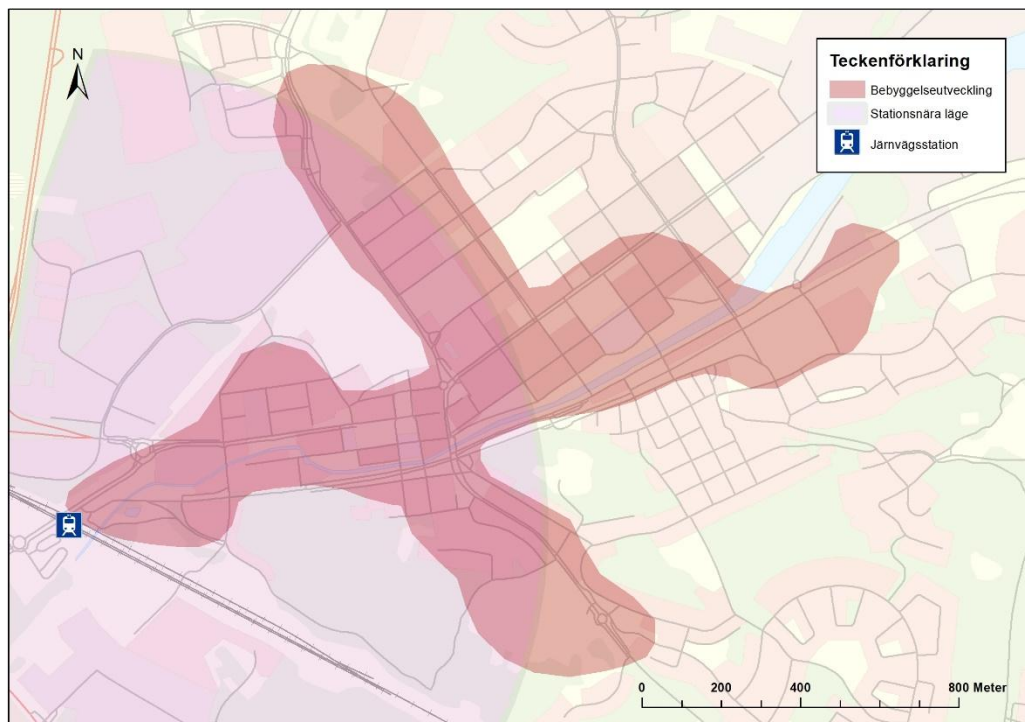 N
Teckenförklaring
Bebyggelseutveckling
Stationsnära läge
Järnvägsstation
0 200 400 800 Meter